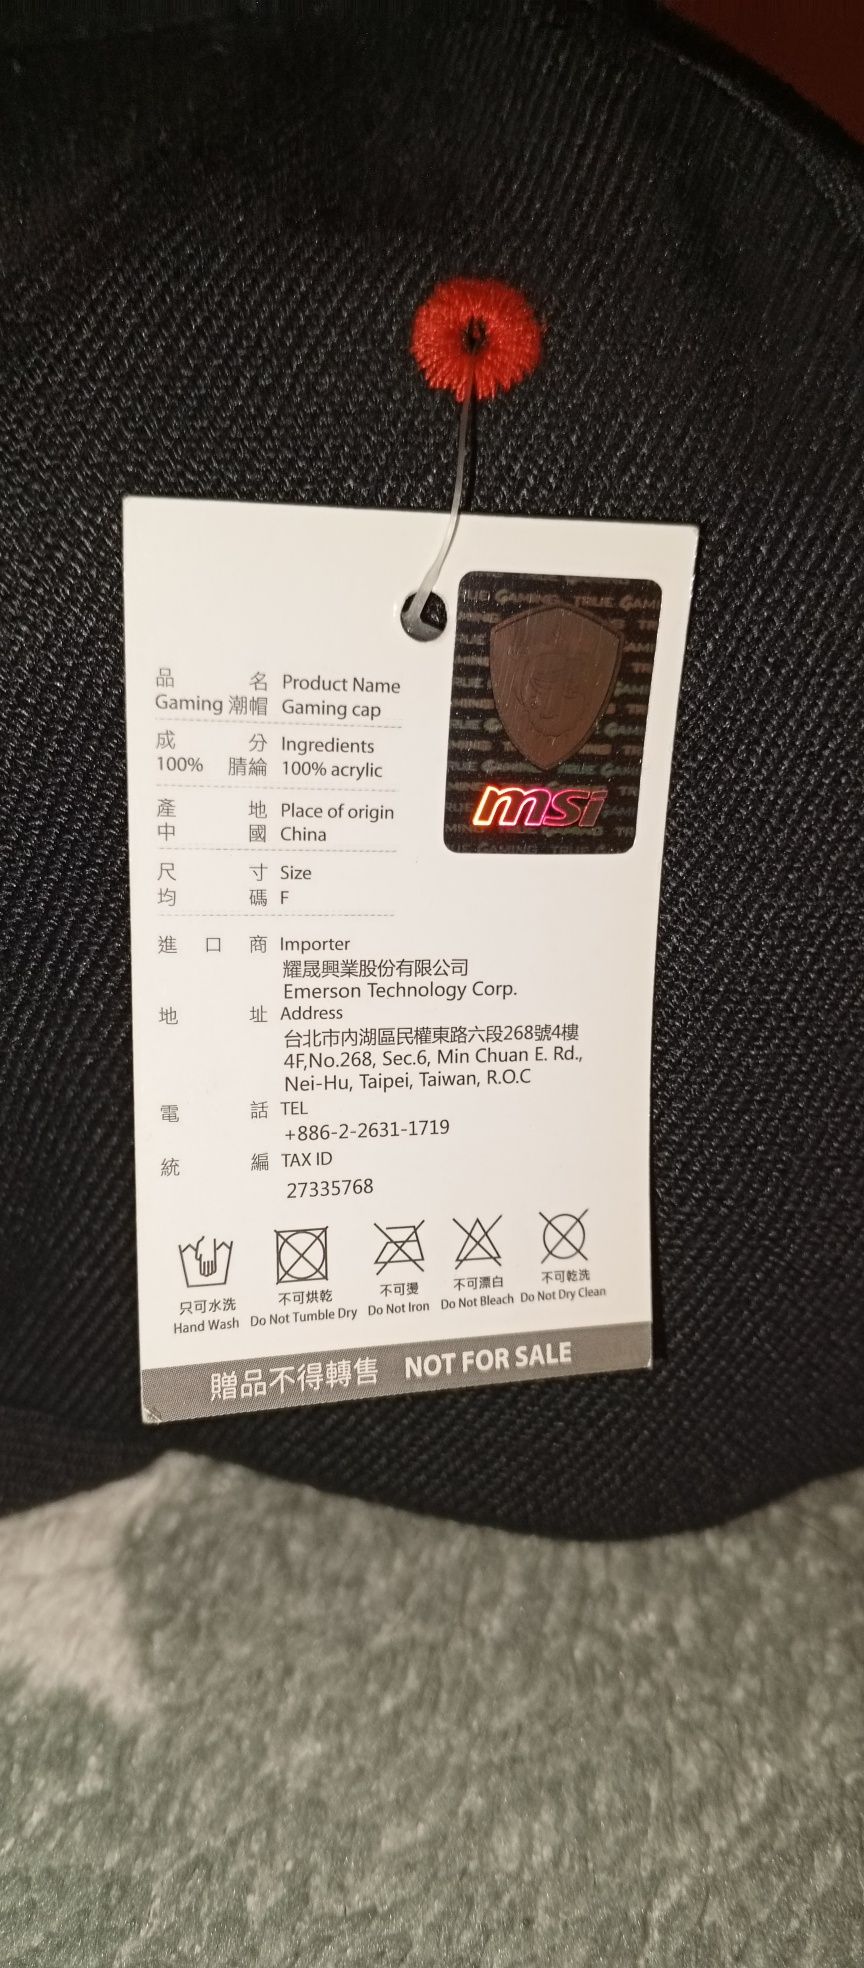 品名 Product Name
Gaming 潮帽 Gaming cap
成分 Ingredients
100% 腈綸 100% acrylic
產地 Place of origin
中國 China
尺寸 Size
均碼 F
進口商 Importer
耀晟興業股份有限公司
Emerson Technology Corp.
地址 Address
台北市內湖區民權東路六段268號4樓
4F,No.268, Sec.6, Min Chuan E. Rd.,
Nei-Hu, Taipei, Taiwan, R.O.C
電話 TEL
+886-2-2631-1719
統編 TAX ID
27335768
只可水洗 不可烘乾 不可燙 不可漂白 不可乾洗
Hand Wash Do Not Tumble Dry Do Not Iron Do Not Bleach Do Not Dry Clean
贈品不得轉售 NOT FOR SALE
TRUE GAMING
msi